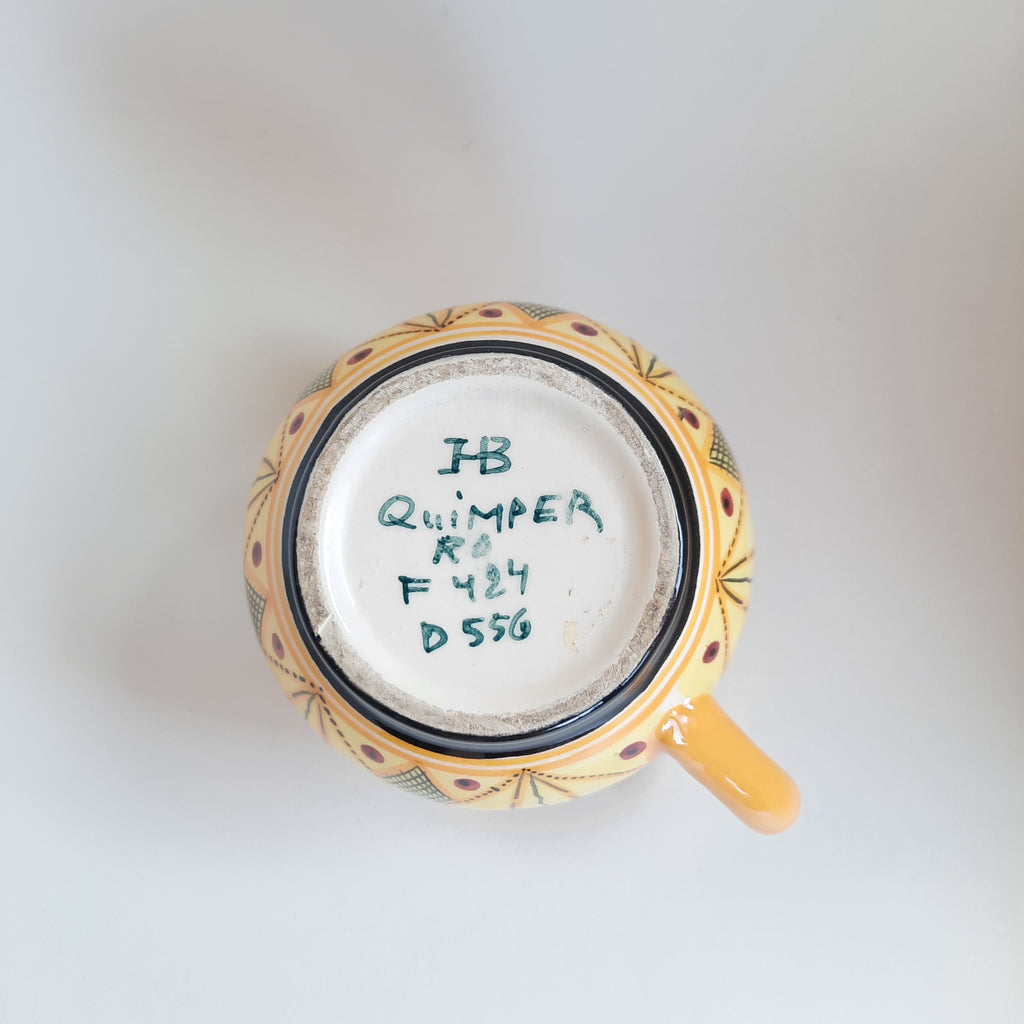 HB
QuiMPER
RO
F 424
D 556